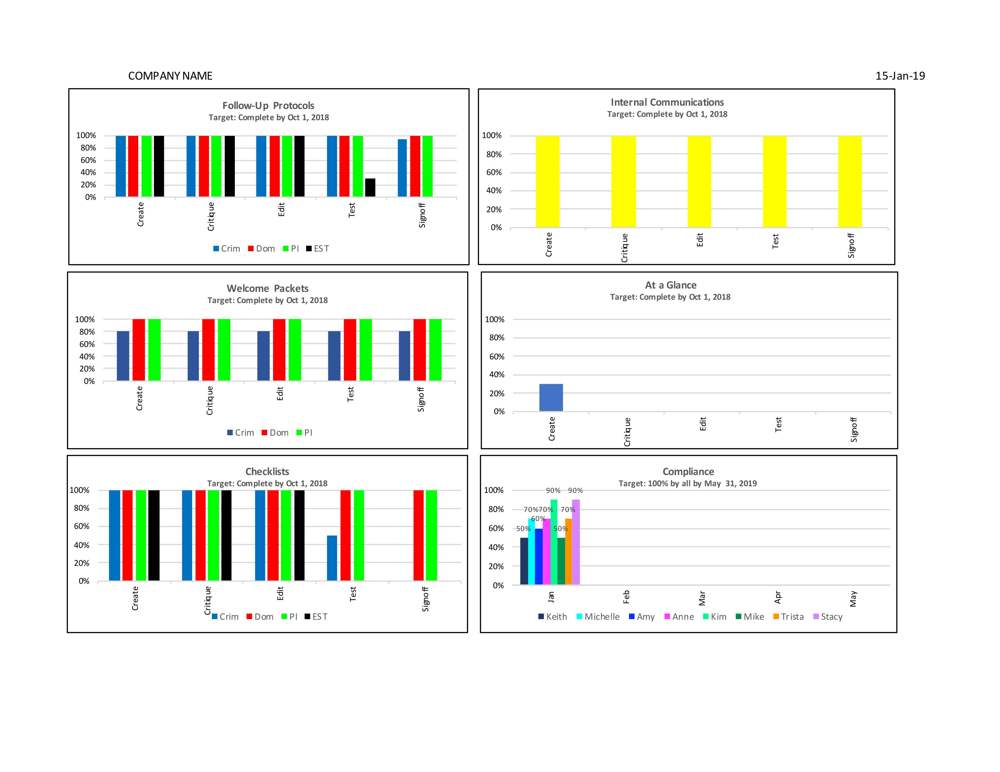 COMPANY NAME
15-Jan-19
Follow-Up Protocols
Target: Complete by Oct 1, 2018
100%
80%
60%
40%
20%
0%
Create
Critique
Edit
Test
Signoff
Crim Dom PI EST
Internal Communications
Target: Complete by Oct 1, 2018
100%
80%
60%
40%
20%
0%
Create
Critique
Edit
Test
Signoff
Welcome Packets
Target: Complete by Oct 1, 2018
100%
80%
60%
40%
20%
0%
Create
Critique
Edit
Test
Signoff
Crim Dom PI
At a Glance
Target: Complete by Oct 1, 2018
100%
80%
60%
40%
20%
0%
Create
Critique
Edit
Test
Signoff
Checklists
Target: Complete by Oct 1, 2018
100%
80%
60%
40%
20%
0%
Create
Critique
Edit
Test
Signoff
Crim Dom PI EST
Compliance
Target: 100% by all by May 31, 2019
100%
80%
60%
40%
20%
0%
50%
70%
60%
70%
90%
50%
70%
90%
Jan
Feb
Mar
Apr
May
Keith Michelle Amy Anne Kim Mike Trista Stacy